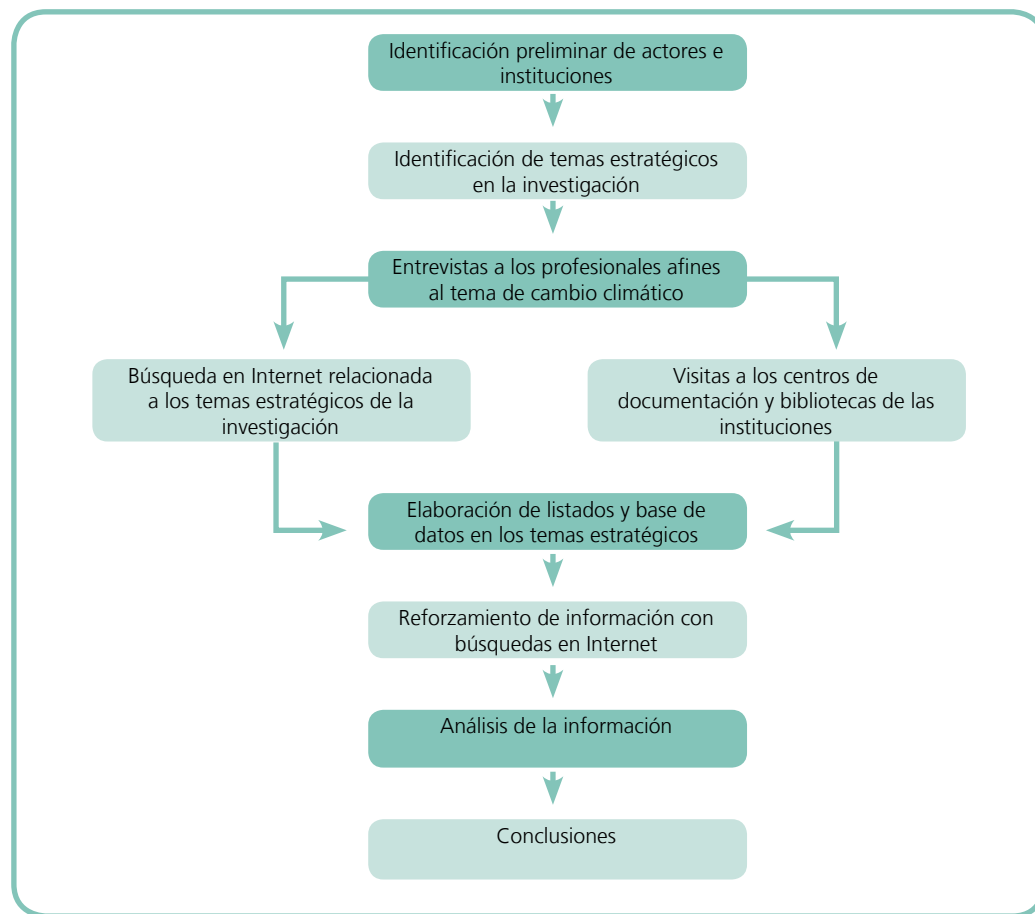 Identificación preliminar de actores e
instituciones
Identificación de temas estratégicos
en la investigación
Entrevistas a los profesionales afines
al tema de cambio climático
Búsqueda en Internet relacionada
a los temas estratégicos de la
investigación
Visitas a los centros de
documentación y bibliotecas de las
instituciones
Elaboración de listados y base de
datos en los temas estratégicos
Reforzamiento de información con
búsquedas en Internet
Análisis de la información
Conclusiones